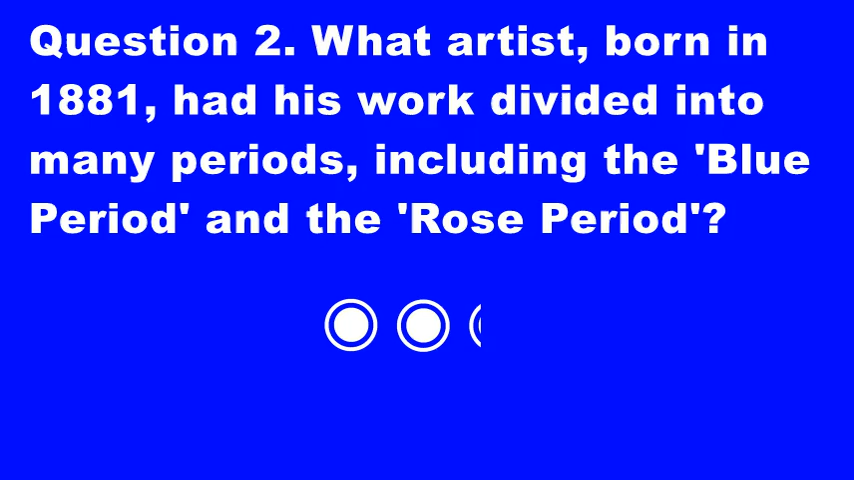 Question 2. What artist, born in
1881, had his work divided into
many periods, including the 'Blue
Period' and the 'Rose Period'?